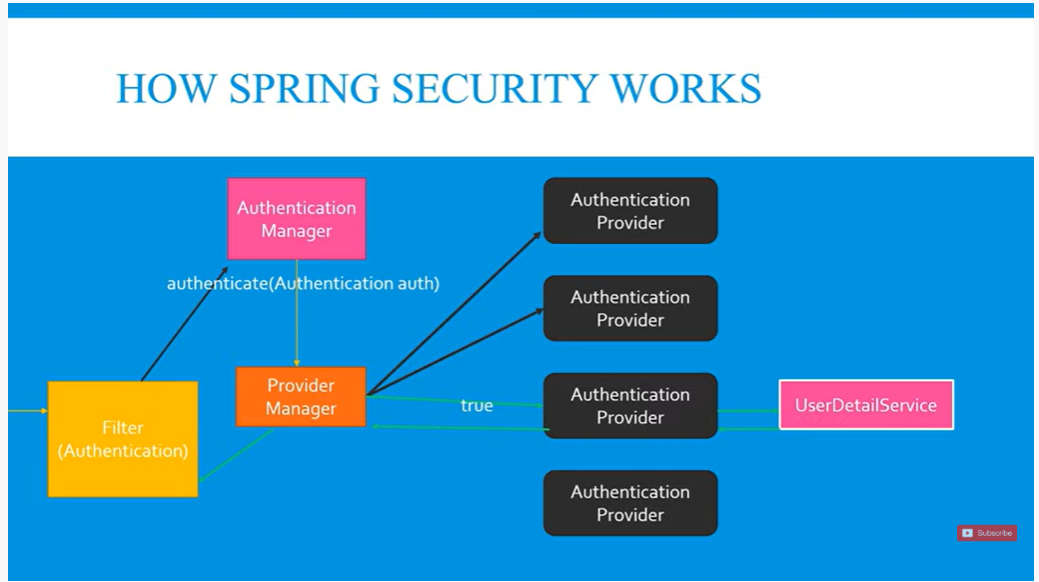 HOW SPRING SECURITY WORKS
Authentication
Manager
authenticate(Authentication auth)
Provider
Manager
Filter
(Authentication)
true
Authentication
Provider
Authentication
Provider
Authentication
Provider
Authentication
Provider
UserDetailService
Subscribe